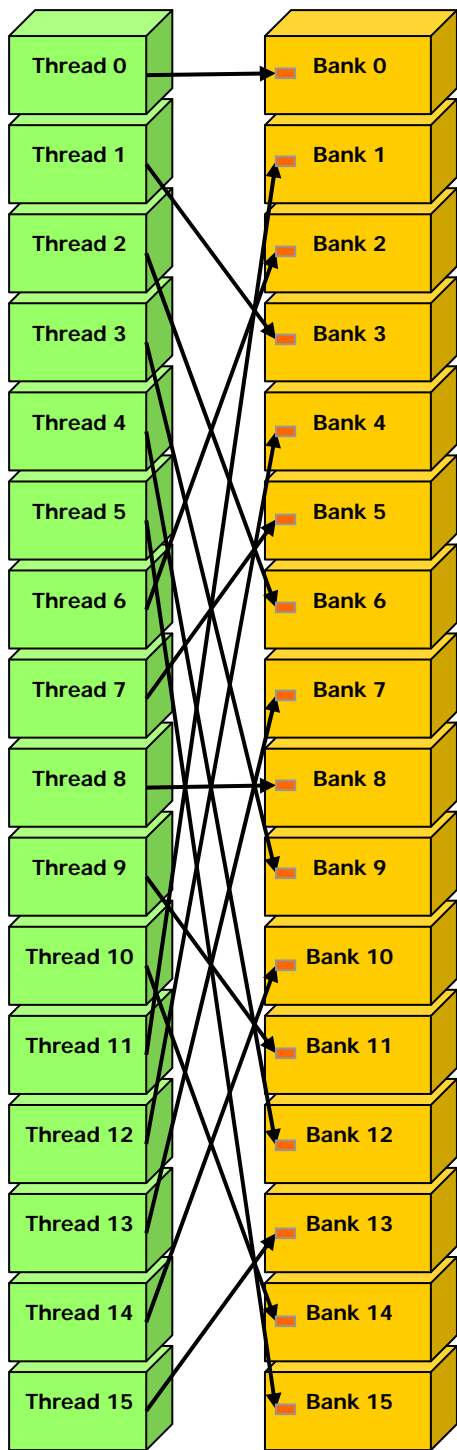 Thread 0
Bank 0
Thread 1
Bank 1
Thread 2
Bank 2
Thread 3
Bank 3
Thread 4
Bank 4
Thread 5
Bank 5
Thread 6
Bank 6
Thread 7
Bank 7
Thread 8
Bank 8
Thread 9
Bank 9
Thread 10
Bank 10
Thread 11
Bank 11
Thread 12
Bank 12
Thread 13
Bank 13
Thread 14
Bank 14
Thread 15
Bank 15